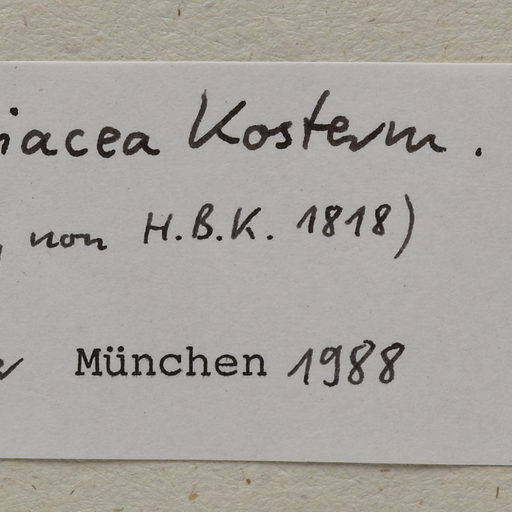 iacea Kosterm.
, non H.B.K. 1818)
München 1988